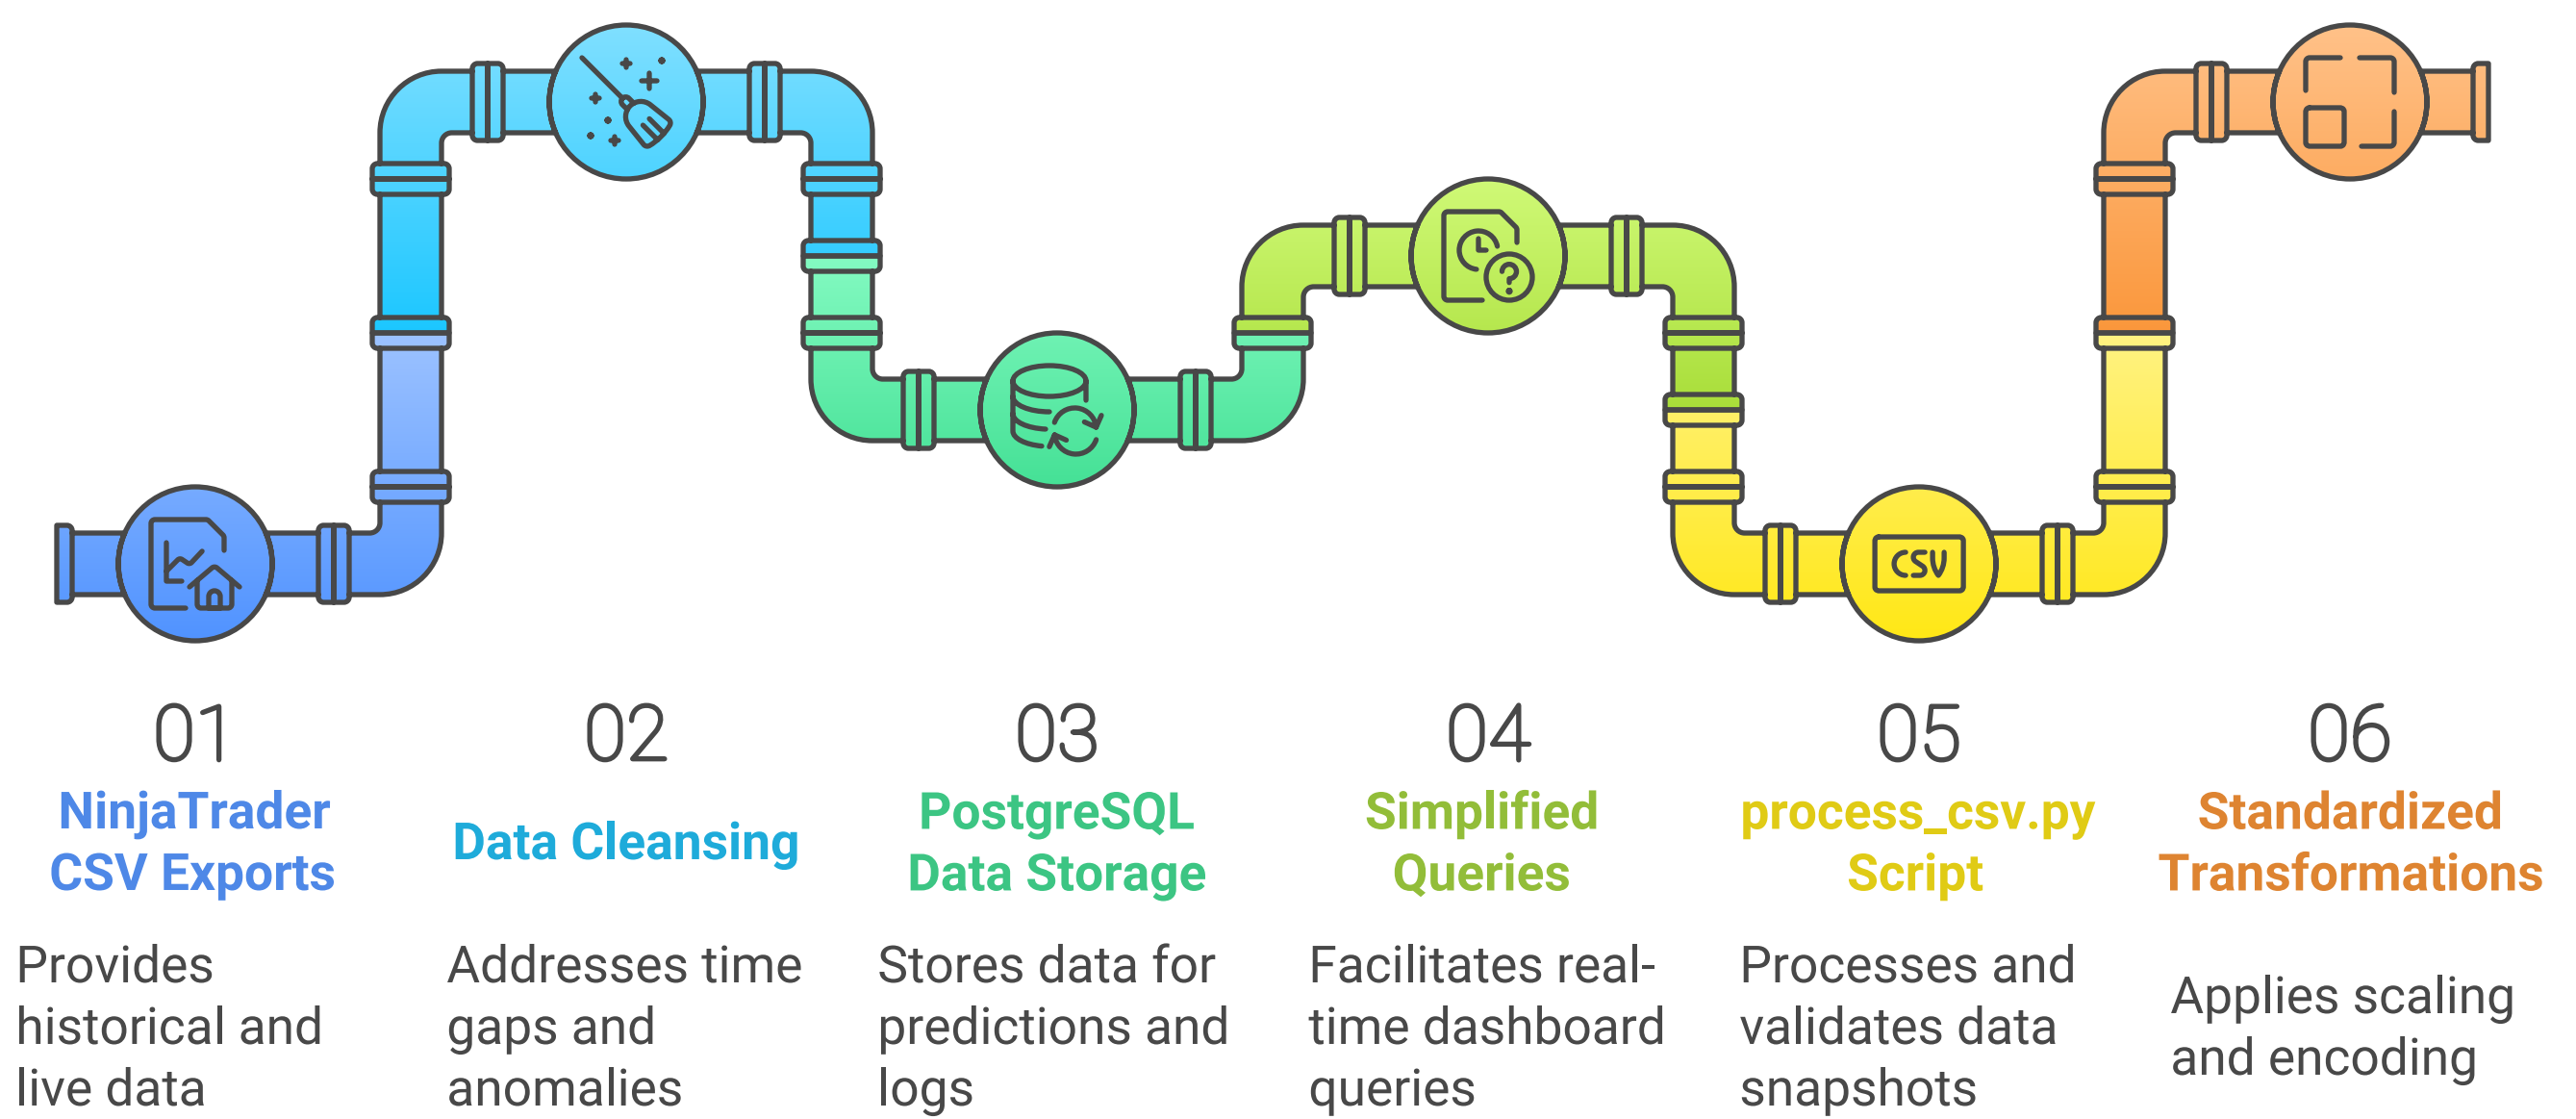 CSV
01
NinjaTrader
CSV Exports
Provides
historical and
live data
02
Data Cleansing
Addresses time
gaps and
anomalies
03
PostgreSQL
Data Storage
Stores data for
predictions and
logs
04
Simplified
Queries
Facilitates real-
time dashboard
queries
05
process_csv.py
Script
Processes and
validates data
snapshots
06
Standardized
Transformations
Applies scaling
and encoding